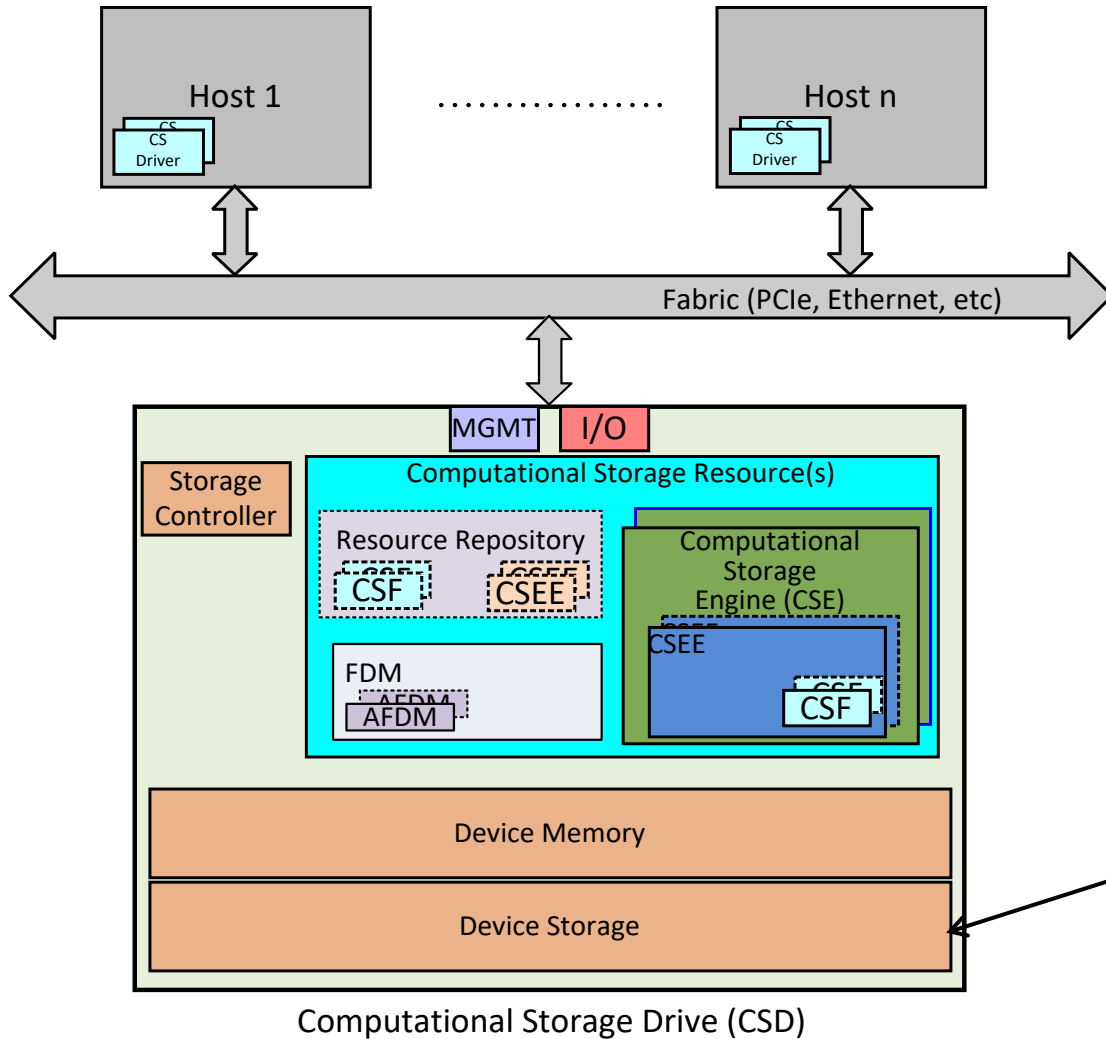 Host 1
CS
CS
Driver
....................
Host n
CS
CS
Driver
Fabric (PCIe, Ethernet, etc)
MGMT
I/O
Storage
Controller
Computational Storage Resource(s)
Resource Repository
CSF
CSF
CSEE
CSEE
Computational
Storage
Engine (CSE)
CSEE
CSEE
CSF
CSF
FDM
AFDM
AFDM
Device Memory
Device Storage
Computational Storage Drive (CSD)